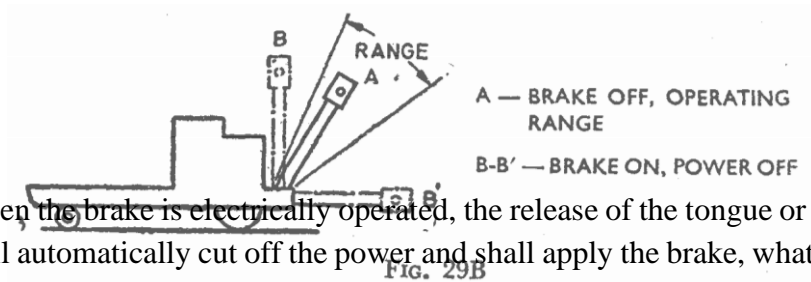 B
RANGE
A
A — BRAKE OFF, OPERATING
RANGE
B-B′ — BRAKE ON, POWER OFF
B′
en the brake is electrically operated, the release of the tongue or
l automatically cut off the power and shall apply the brake, what
FIG. 29B